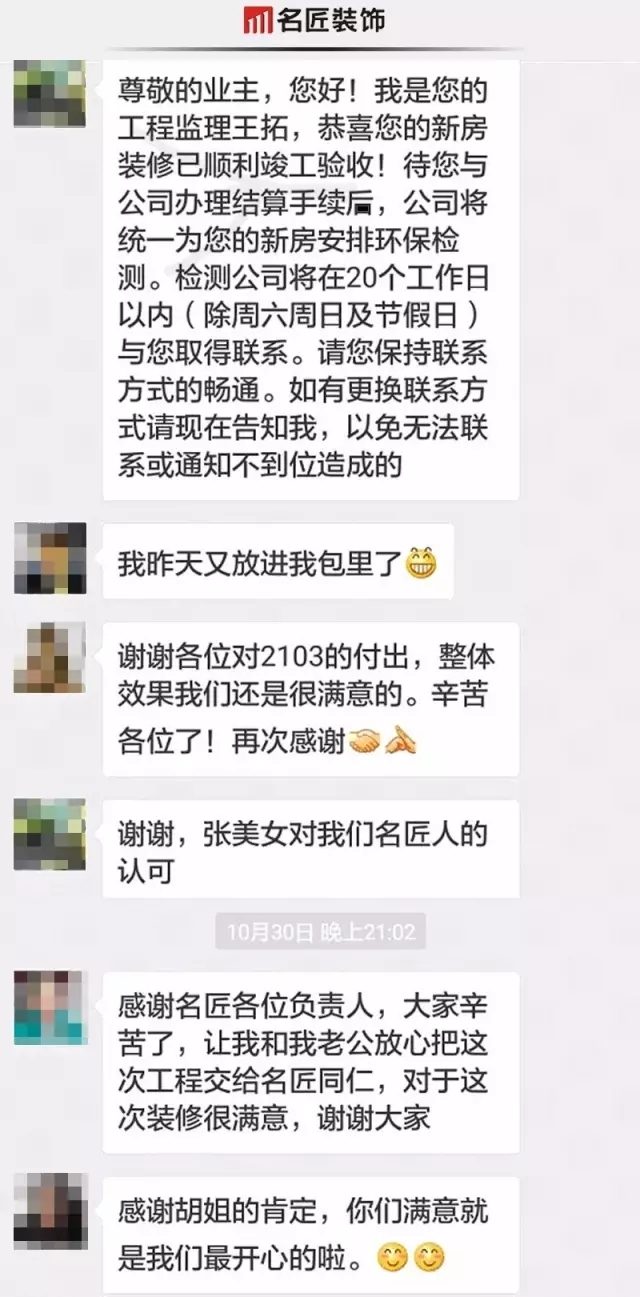 名匠装饰
尊敬的业主，您好！我是您的
工程监理王拓，恭喜您的新房
装修已顺利竣工验收！待您与
公司办理结算手续后，公司将
统一为您的新房安排环保检
测。检测公司将在20个工作日
以内（除周六周日及节假日）
与您取得联系。请您保持联系
方式的畅通。如有更换联系方
式请现在告知我，以免无法联
系或通知不到位造成的
我昨天又放进我包里了😁
谢谢各位对2103的付出，整体
效果我们还是很满意的。辛苦
各位了！再次感谢
谢谢，张美女对我们名匠人的
认可
10月30日 晚上21:02
感谢名匠各位负责人，大家辛
苦了，让我和我老公放心把这
次工程交给名匠同仁，对于这
次装修很满意，谢谢大家
感谢胡姐的肯定，你们满意就
是我们最开心的啦。😊😊